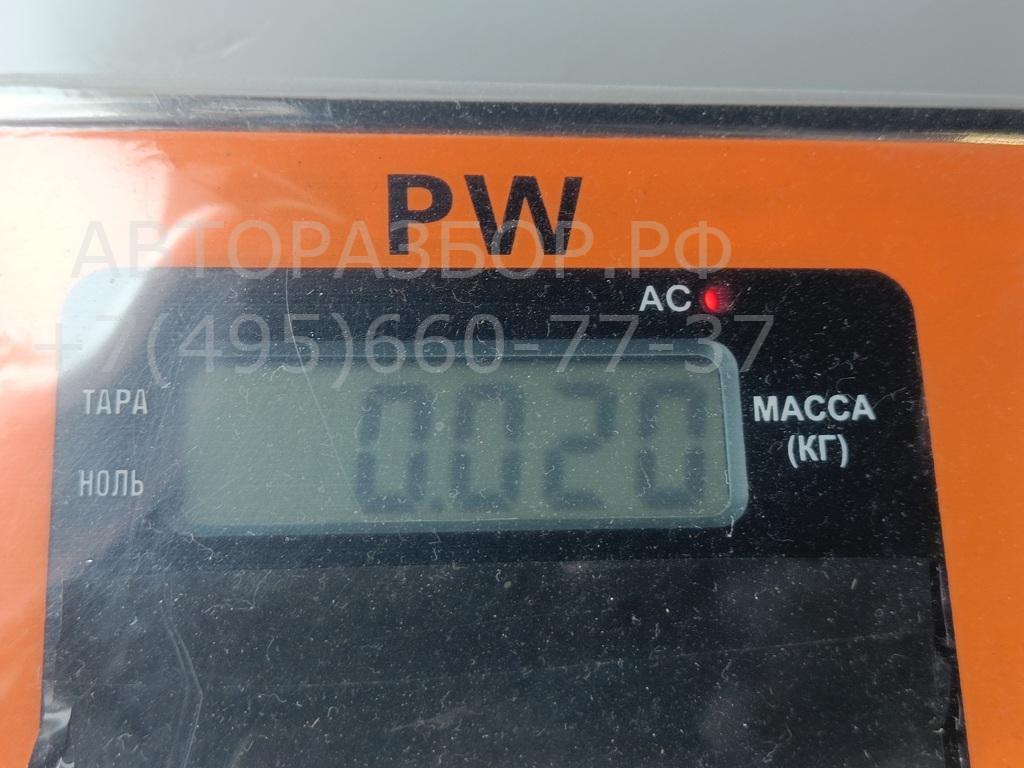 PW
АВТОРАЗБОР.РФ
AC
+7(495)660-77-37
ТАРА
0.020
МАССА
(КГ)
НОЛЬ